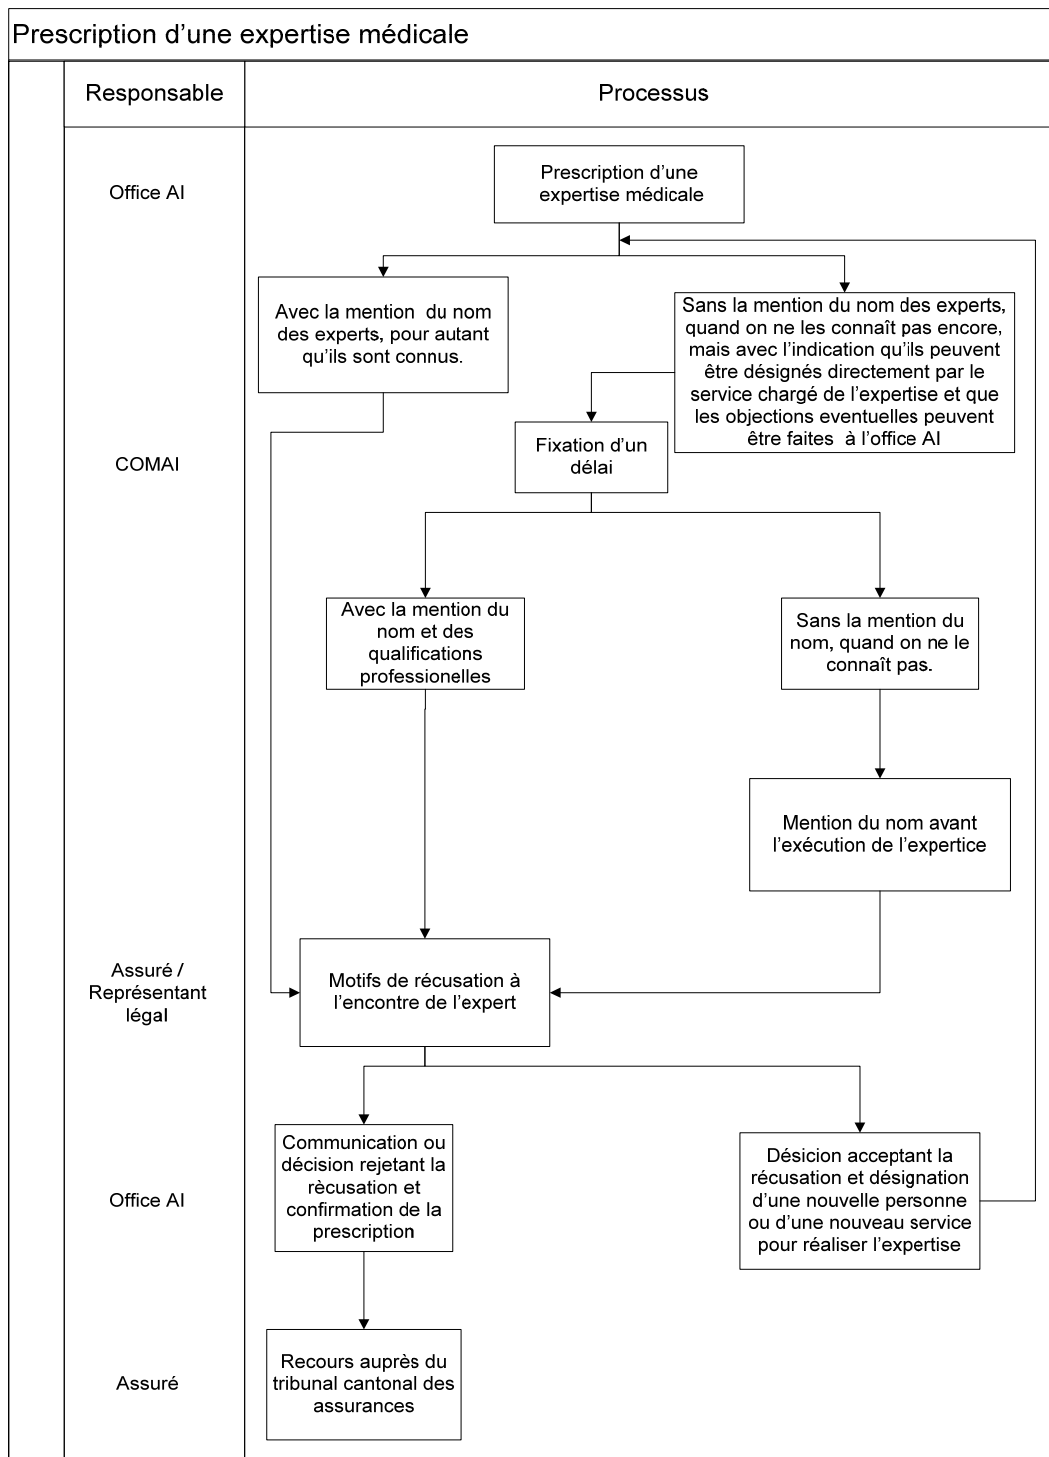 Prescription d'une expertise médicale
Responsable
Processus
Office AI
Prescription d'une
expertise médicale
Avec la mention du nom
des experts, pour autant
qu'ils sont connus.
Sans la mention du nom des experts,
quand on ne les connaît pas encore,
mais avec l'indication qu'ils peuvent
être désignés directement par le
service chargé de l'expertise et que
les objections eventuelles peuvent
être faites à l'office AI
COMAI
Fixation d'un
délai
Avec la mention du
nom et des
qualifications
professionelles
Sans la mention du
nom, quand on ne le
connaît pas.
Mention du nom avant
l'exécution de l'expertice
Assuré /
Représentant
légal
Motifs de récusation à
l'encontre de l'expert
Office AI
Communication ou
décision rejetant la
rècusation et
confirmation de la
prescription
Désicion acceptant la
récusation et désignation
d'une nouvelle personne
ou d'une nouveau service
pour réaliser l'expertise
Assuré
Recours auprès du
tribunal cantonal des
assurances